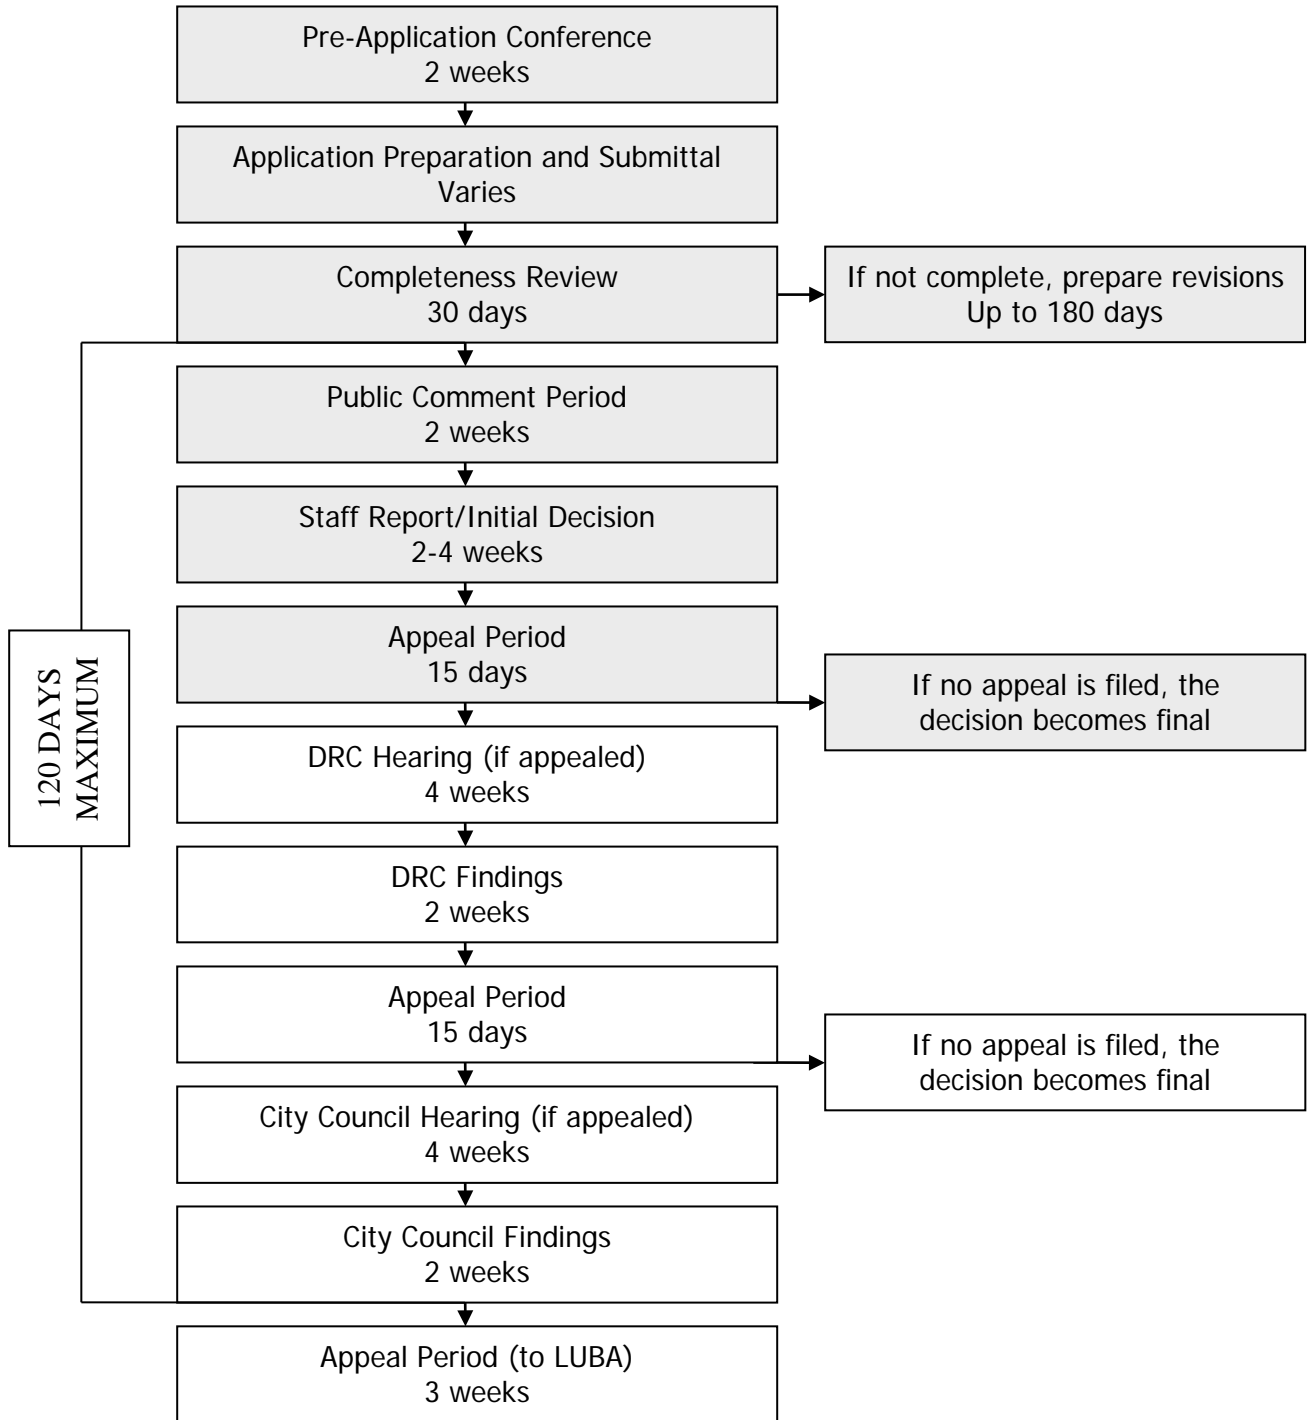 Pre-Application Conference
2 weeks
Application Preparation and Submittal
Varies
Completeness Review
30 days
If not complete, prepare revisions
Up to 180 days
Public Comment Period
2 weeks
Staff Report/Initial Decision
2-4 weeks
120 DAYS
MAXIMUM
Appeal Period
15 days
If no appeal is filed, the
decision becomes final
DRC Hearing (if appealed)
4 weeks
DRC Findings
2 weeks
Appeal Period
15 days
If no appeal is filed, the
decision becomes final
City Council Hearing (if appealed)
4 weeks
City Council Findings
2 weeks
Appeal Period (to LUBA)
3 weeks